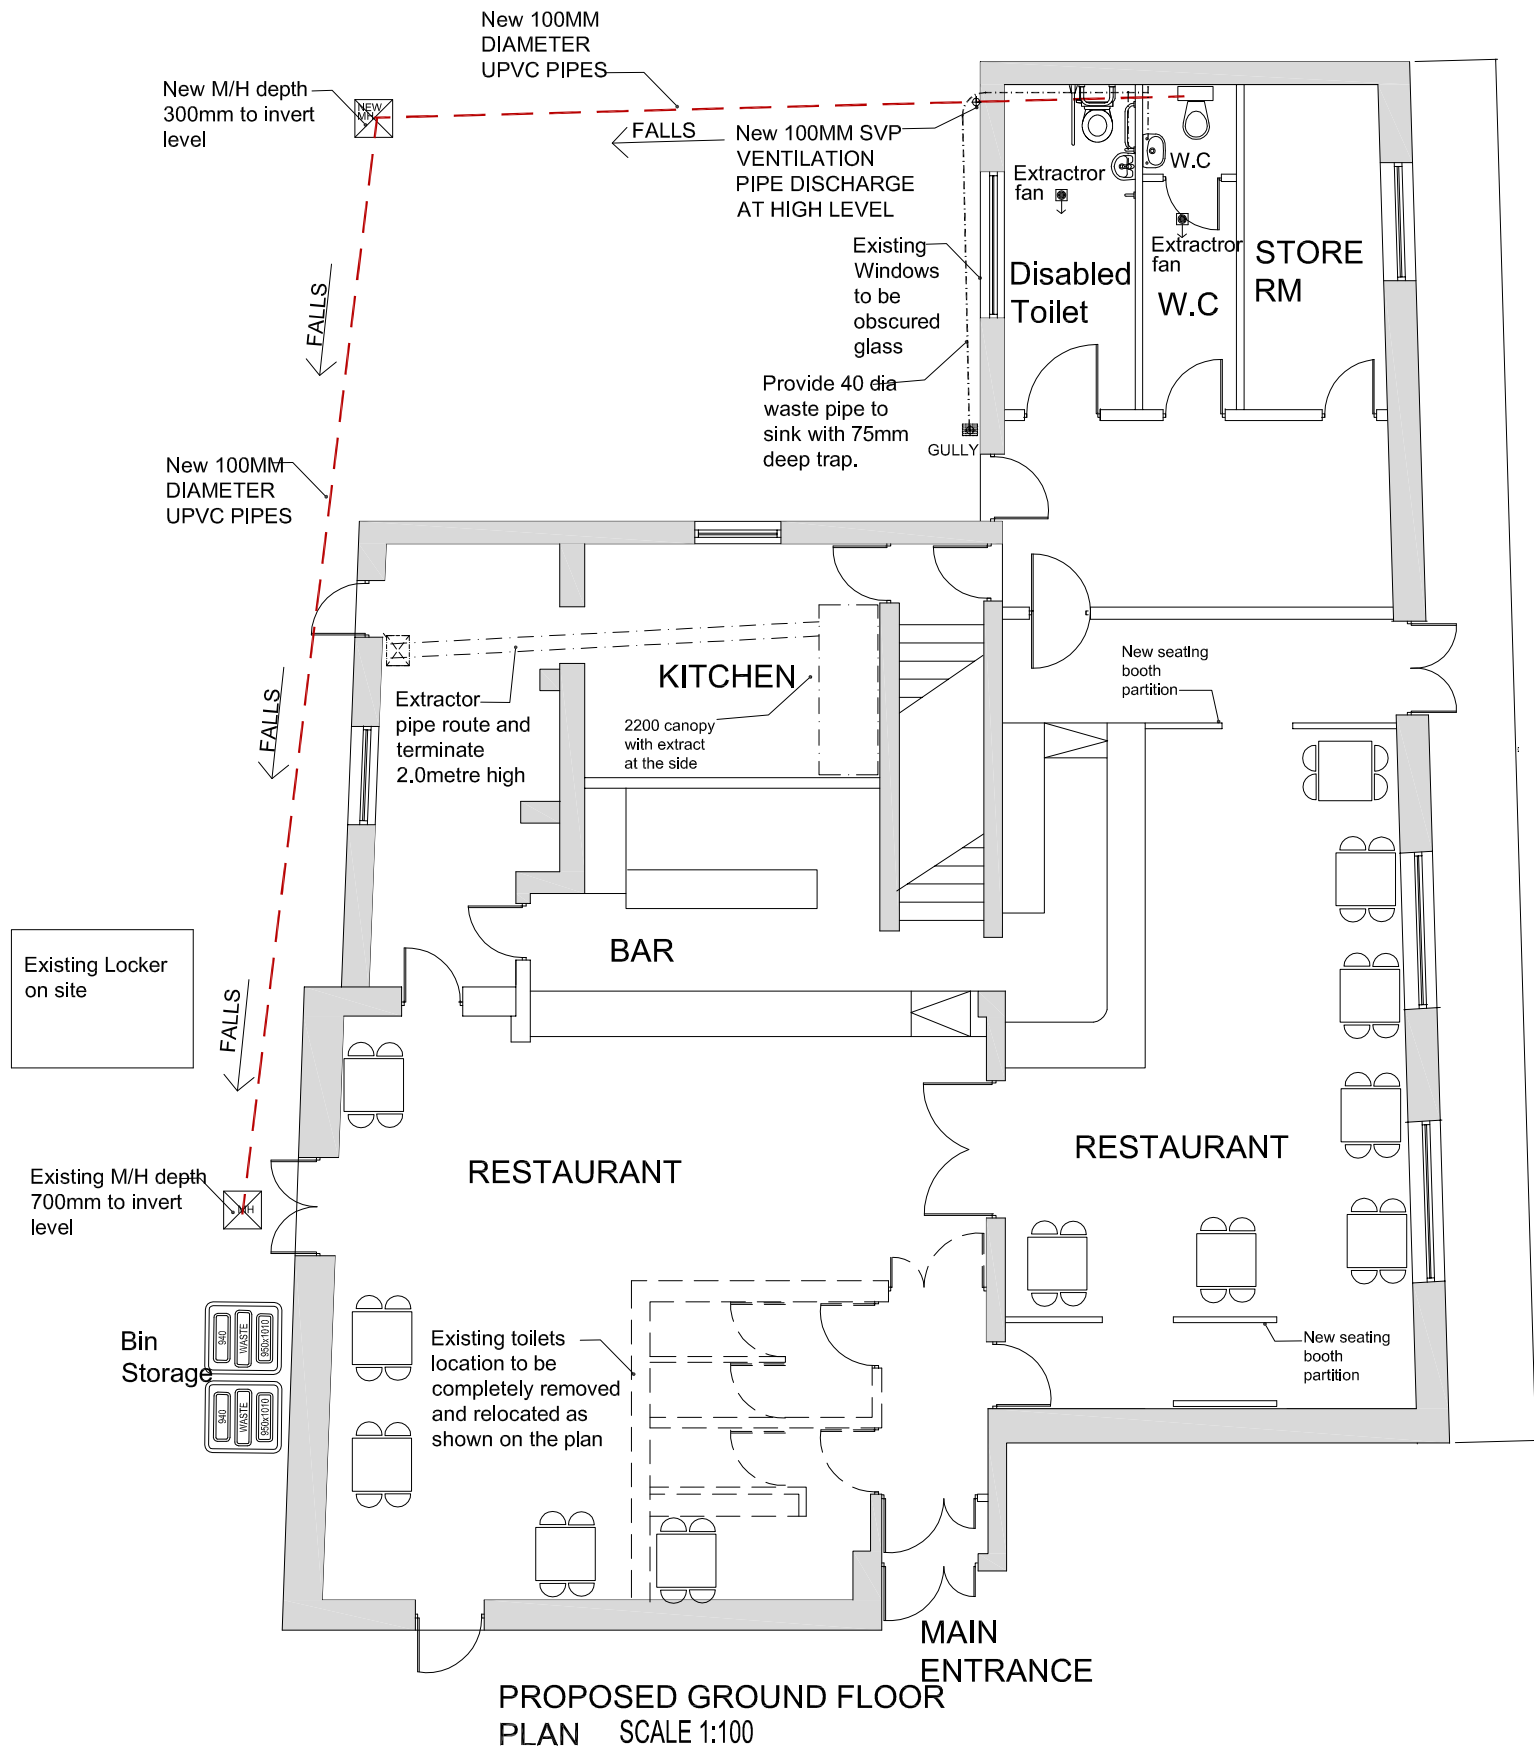 New 100MM
DIAMETER
UPVC PIPES
New M/H depth
300mm to invert
level
NEW
MH
FALLS
New 100MM SVP
VENTILATION
PIPE DISCHARGE
AT HIGH LEVEL
Extractror
fan
W.C
Extractror
fan
Existing
Windows
to be
obscured
glass
Disabled
Toilet
W.C
STORE
RM
FALLS
Provide 40 dia
waste pipe to
sink with 75mm
deep trap.
GULLY
New 100MM
DIAMETER
UPVC PIPES
KITCHEN
New seating
booth
partition
Extractor
pipe route and
terminate
2.0metre high
2200 canopy
with extract
at the side
FALLS
BAR
Existing Locker
on site
FALLS
RESTAURANT
RESTAURANT
Existing M/H depth
700mm to invert
level
MH
Bin
Storage
940
WASTE
950x1010
940
WASTE
950x1010
Existing toilets
location to be
completely removed
and relocated as
shown on the plan
New seating
booth
partition
MAIN
ENTRANCE
PROPOSED GROUND FLOOR
PLAN SCALE 1:100